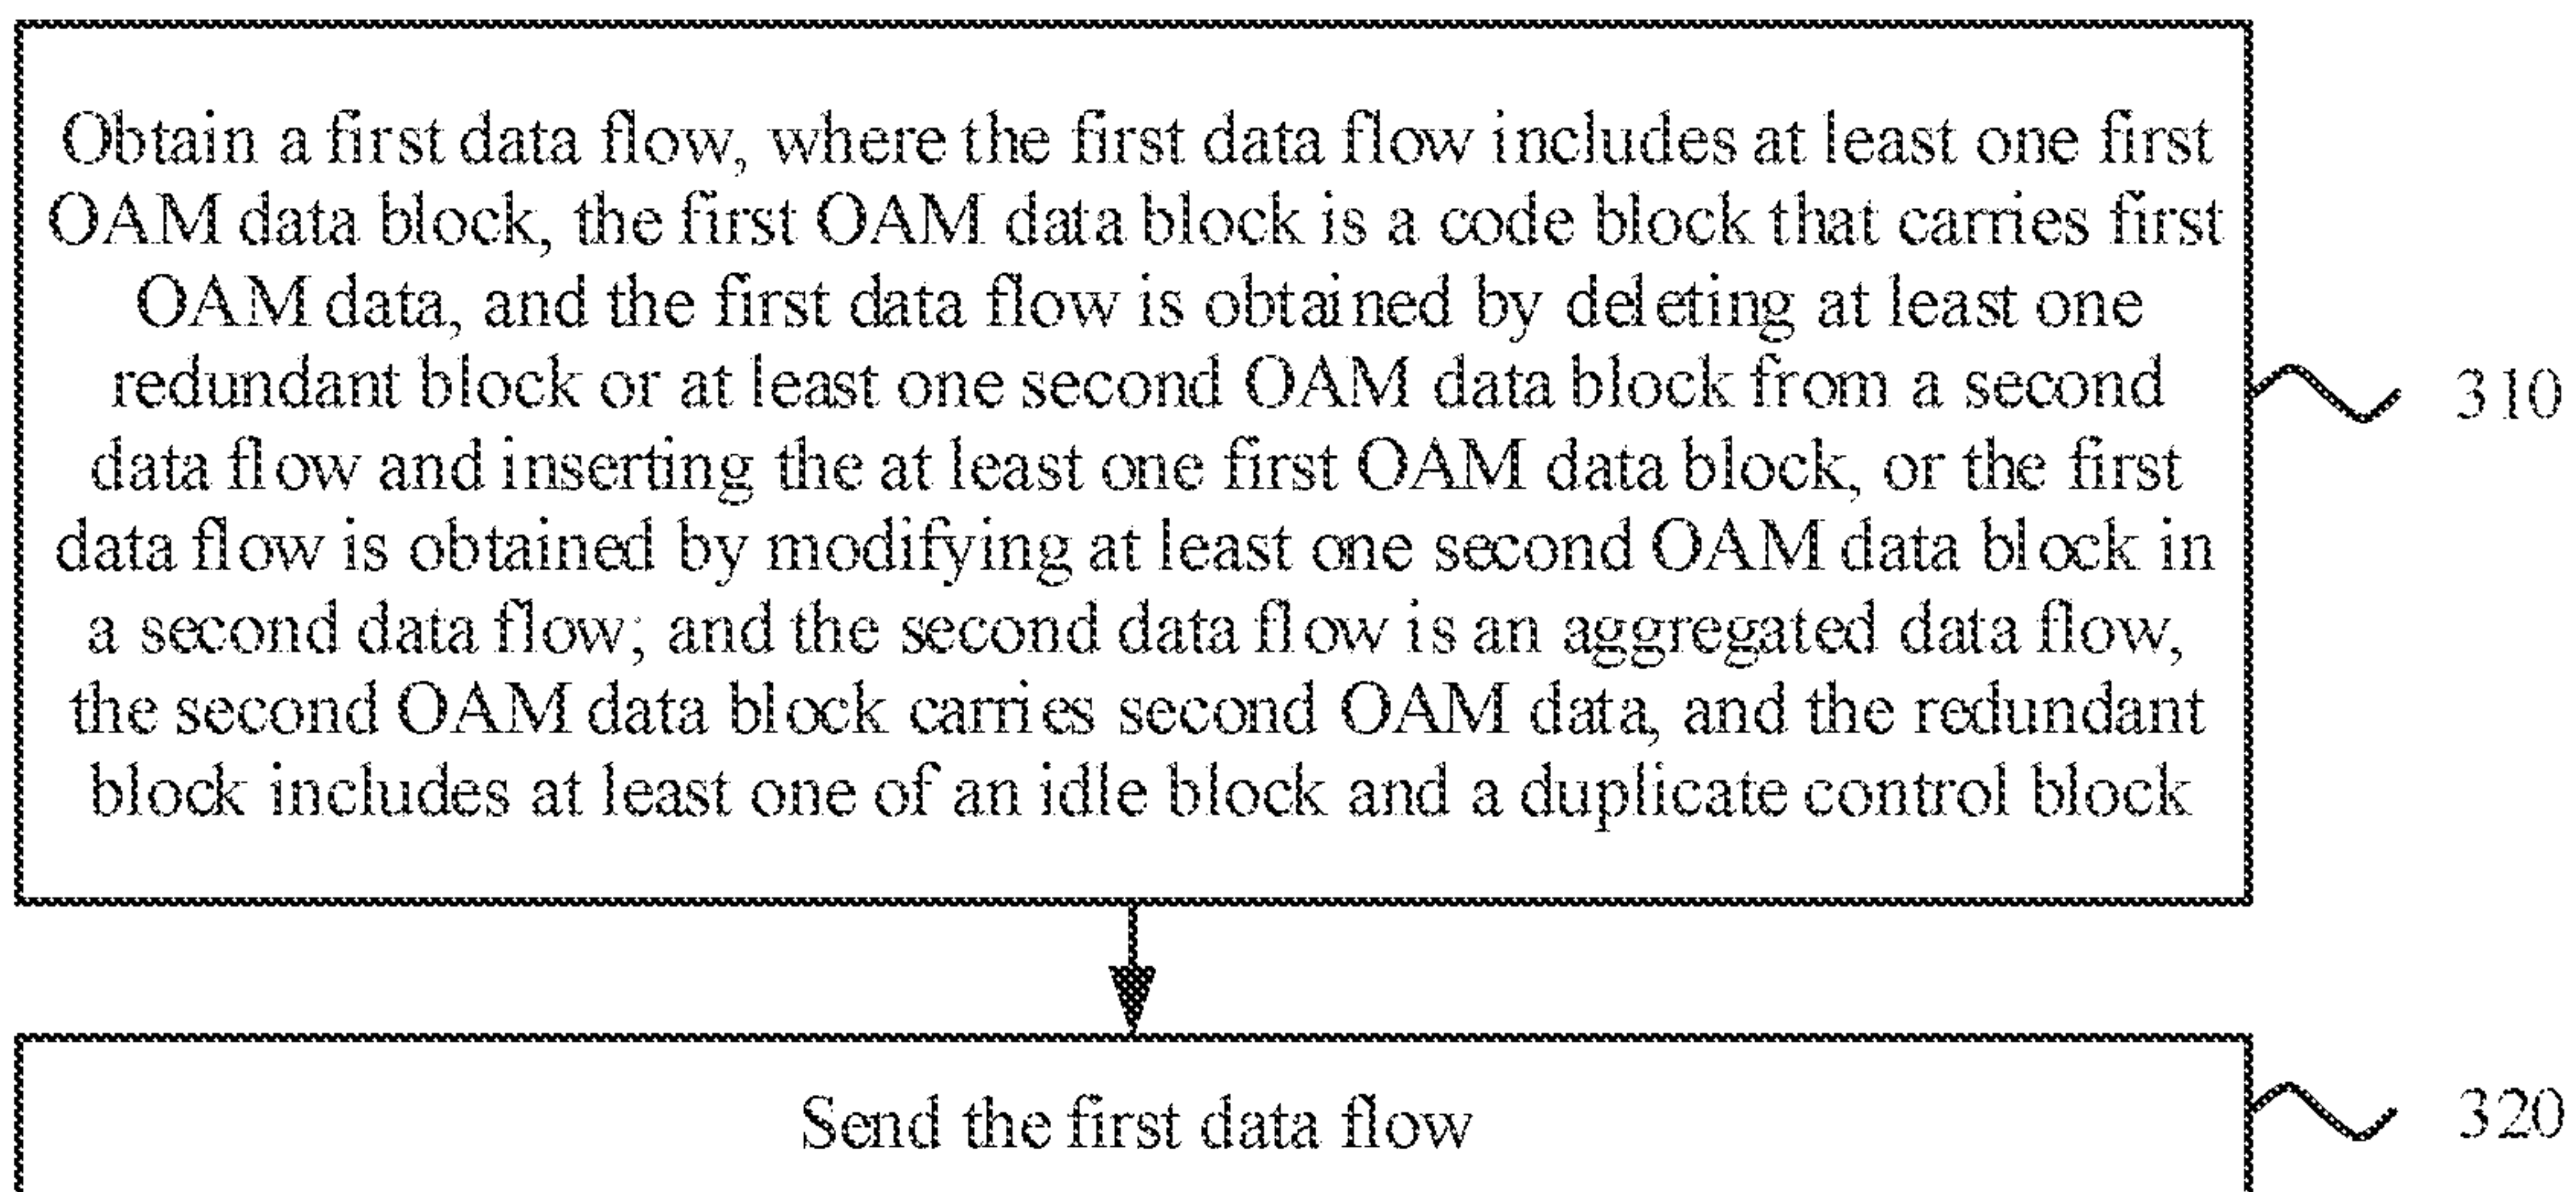 Obtain a first data flow, where the first data flow includes at least one first
OAM data block, the first OAM data block is a code block that carries first
OAM data, and the first data flow is obtained by deleting at least one
redundant block or at least one second OAM data block from a second
data flow and inserting the at least one first OAM data block, or the first
data flow is obtained by modifying at least one second OAM data block in
a second data flow; and the second data flow is an aggregated data flow,
the second OAM data block carries second OAM data, and the redundant
block includes at least one of an idle block and a duplicate control block
310
Send the first data flow
320